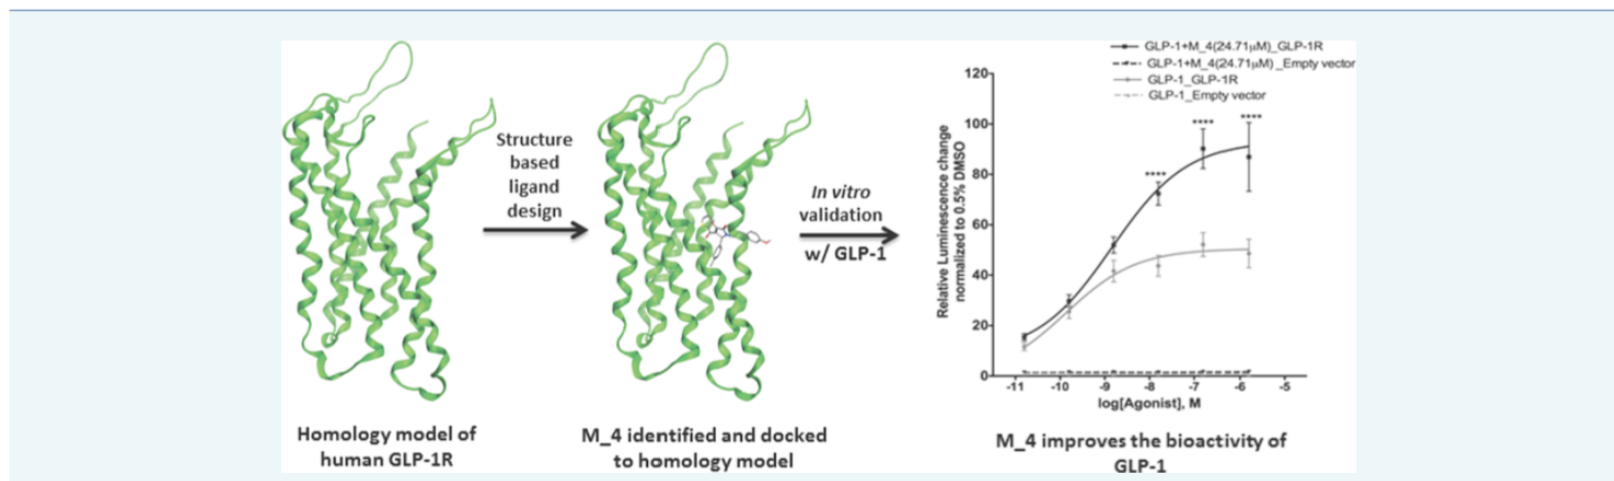 Structure
based
ligand
design
In vitro
validation
w/ GLP-1
Homology model of
human GLP-1R
M_4 identified and docked
to homology model
GLP-1+M_4(24.71μM)_GLP-1R
GLP-1+M_4(24.71μM)_Empty vector
GLP-1_GLP-1R
GLP-1_Empty vector
Relative Luminescence change
normalized to 0.5% DMSO
120
100
80
60
40
20
0
****
****
****
-11 -10 -9 -8 -7 -6 -5
log[Agonist], M
M_4 improves the bioactivity of
GLP-1